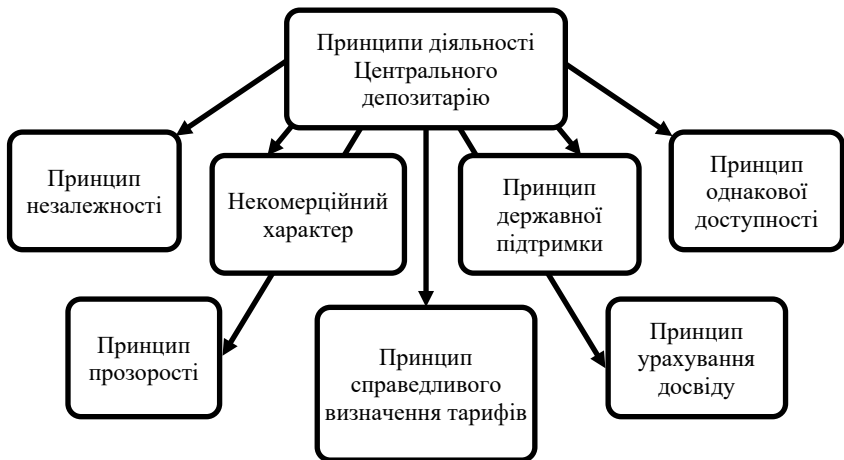 Принципи діяльності
Центрального
депозитарію
Принцип
незалежності
Некомерційний
характер
Принцип
державної
підтримки
Принцип
однакової
доступності
Принцип
прозорості
Принцип
справедливого
визначення тарифів
Принцип
урахування
досвіду